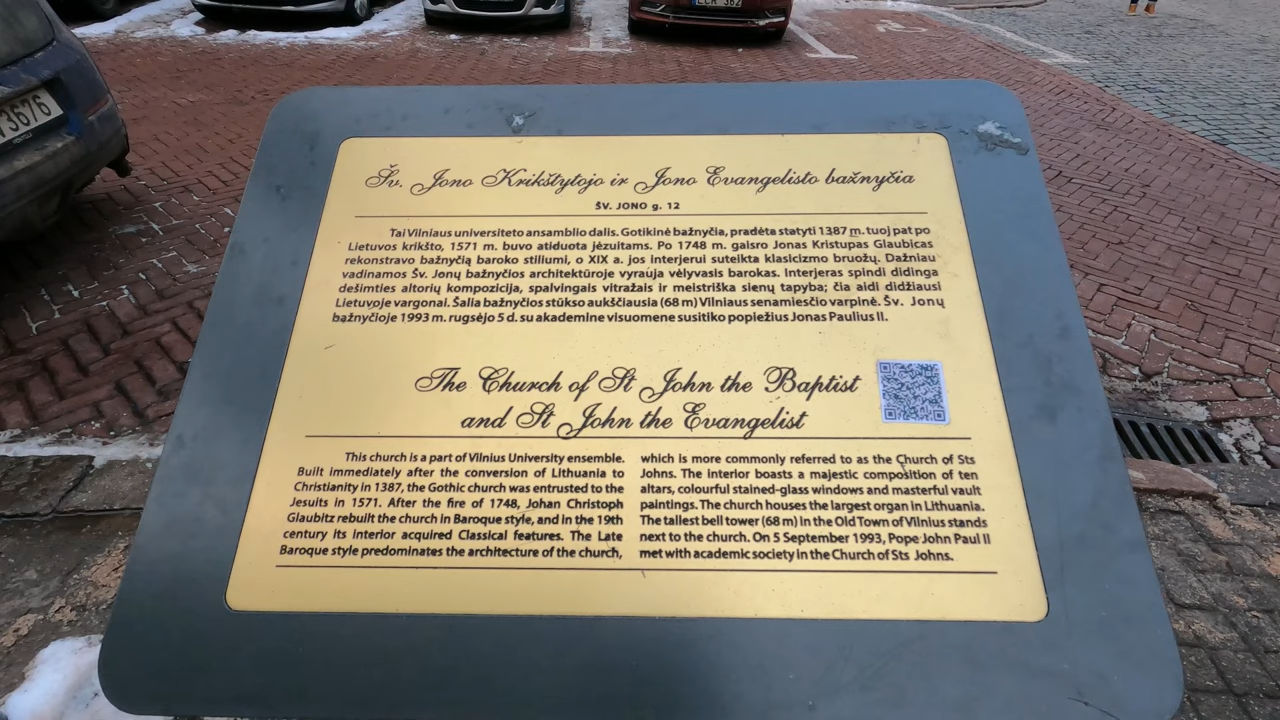 LCR 362
3676
12
Šv. Jono Krikštytojo ir Jono Evangelisto bažnyčia
ŠV. JONO g. 12
Tai Vilniaus universiteto ansamblio dalis. Gotikinė bažnyčia, pradėta statyti 1387 m. tuoj pat po
Lietuvos krikšto, 1571 m. buvo atiduota jėzuitams. Po 1748 m. gaisro Jonas Kristupas Glaubicas
rekonstravo bažnyčią baroko stiliumi, o XIX a. jos interjerui suteikta klasicizmo bruožų. Dažniau
vadinamos Šv. Jonų bažnyčios architektūroje vyrauja vėlyvasis barokas. Interjeras spindi didinga
dešimties altorių kompozicija, spalvingais vitražais ir meistriška sienų tapyba; čia aidi didžiausi
Lietuvoje vargonai. Šalia bažnyčios stūkso aukščiausia (68 m) Vilniaus senamiesčio varpinė. Šv. Jonų
bažnyčioje 1993 m. rugsėjo 5 d. su akademine visuomene susitiko popiežius Jonas Paulius II.
The Church of St John the Baptist
and St John the Evangelist
This church is a part of Vilnius University ensemble.
Built immediately after the conversion of Lithuania to
Christianity in 1387, the Gothic church was entrusted to the
Jesuits in 1571. After the fire of 1748, Johan Christoph
Glaubitz rebuilt the church in Baroque style, and in the 19th
century its interior acquired Classical features. The Late
Baroque style predominates the architecture of the church,
which is more commonly referred to as the Church of Sts
Johns. The interior boasts a majestic composition of ten
altars, colourful stained-glass windows and masterful vault
paintings. The church houses the largest organ in Lithuania.
The tallest bell tower (68 m) in the Old Town of Vilnius stands
next to the church. On 5 September 1993, Pope John Paul II
met with academic society in the Church of Sts Johns.